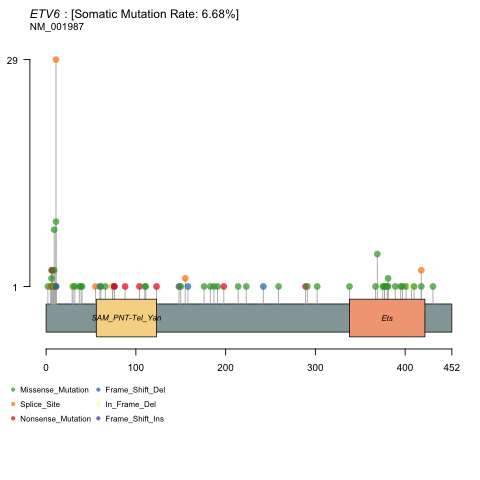 ETV6 : [Somatic Mutation Rate: 6.68%]
NM_001987
29
1
SAM_PNT-Tel_Yan
Ets
0 100 200 300 400 452
Missense_Mutation Frame_Shift_Del
Splice_Site In_Frame_Del
Nonsense_Mutation Frame_Shift_Ins